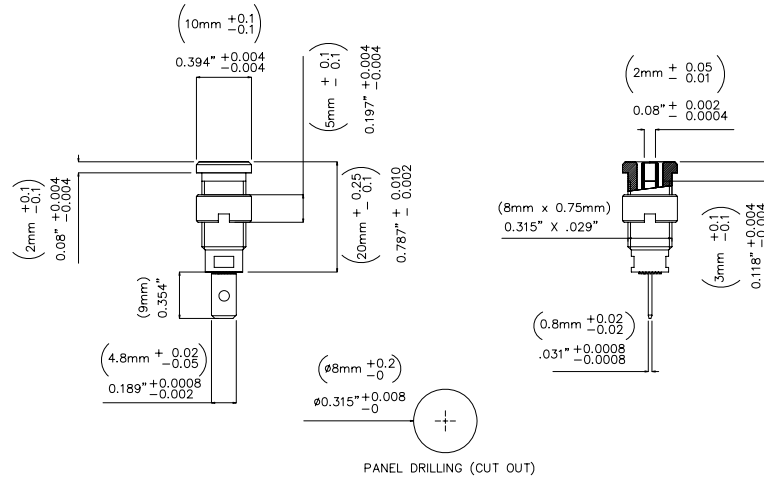 (10mm +0.1 -0.1)
0.394" +0.004 -0.004
(5mm + 0.1 - 0.1)
0.197" +0.004 -0.004
(2mm +0.1 -0.1)
0.08" +0.004 -0.004
(20mm + 0.25 - 0.1)
0.787" + 0.010 - 0.002
(9mm)
0.354"
(4.8mm + 0.02 -0.05)
0.189" +0.0008 -0.002
(ø8mm +0.2 -0)
ø0.315" +0.008 -0
PANEL DRILLING (CUT OUT)
(2mm + 0.05 - 0.01)
0.08" + 0.002 - 0.0004
(8mm x 0.75mm)
0.315" X .029"
(3mm +0.1 -0.1)
0.118" +0.004 -0.004
(0.8mm +0.02 -0.02)
.031" +0.0008 -0.0008